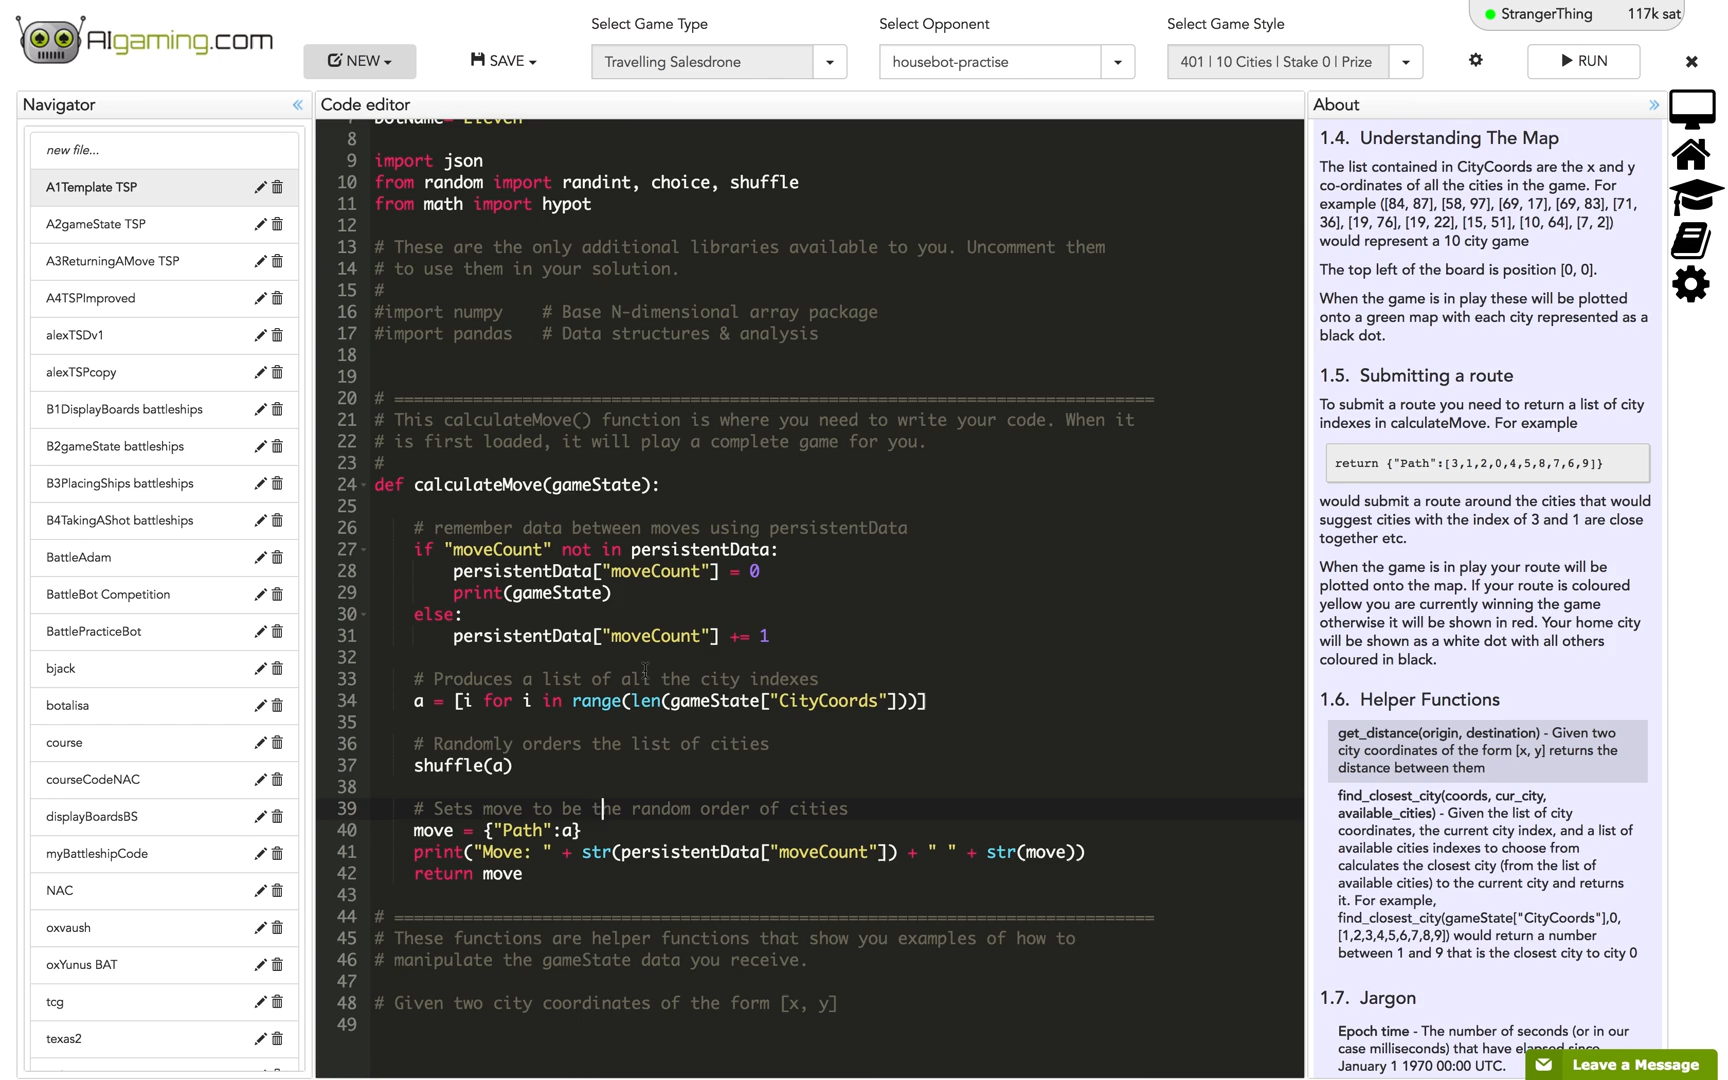 AIgaming.com
Select Game Type
Select Opponent
Select Game Style
StrangerThing 117k sat
NEW
SAVE
Travelling Salesdrone
housebot-practise
401 | 10 Cities | Stake 0 | Prize
RUN
Navigator
new file...
A1Template TSP
A2gameState TSP
A3ReturningAMove TSP
A4TSPImproved
alexTSDv1
alexTSPcopy
B1DisplayBoards battleships
B2gameState battleships
B3PlacingShips battleships
B4TakingAShot battleships
BattleAdam
BattleBot Competition
BattlePracticeBot
bjack
botalisa
course
courseCodeNAC
displayBoardsBS
myBattleshipCode
NAC
oxvaush
oxYunus BAT
tcg
texas2
Code editor
8
9 import json
10 from random import randint, choice, shuffle
11 from math import hypot
12
13 # These are the only additional libraries available to you. Uncomment them
14 # to use them in your solution.
15 #
16 #import numpy    # Base N-dimensional array package
17 #import pandas   # Data structures & analysis
18
19
20 # =============================================================================
21 # This calculateMove() function is where you need to write your code. When it
22 # is first loaded, it will play a complete game for you.
23 #
24 def calculateMove(gameState):
25
26     # remember data between moves using persistentData
27     if "moveCount" not in persistentData:
28         persistentData["moveCount"] = 0
29         print(gameState)
30     else:
31         persistentData["moveCount"] += 1
32
33     # Produces a list of all the city indexes
34     a = [i for i in range(len(gameState["CityCoords"]))]
35
36     # Randomly orders the list of cities
37     shuffle(a)
38
39     # Sets move to be the random order of cities
40     move = {"Path":a}
41     print("Move: " + str(persistentData["moveCount"]) + " " + str(move))
42     return move
43
44 # =============================================================================
45 # These functions are helper functions that show you examples of how to
46 # manipulate the gameState data you receive.
47
48 # Given two city coordinates of the form [x, y]
49
About
1.4. Understanding The Map
The list contained in CityCoords are the x and y
co-ordinates of all the cities in the game. For
example ([84, 87], [58, 97], [69, 17], [69, 83], [71,
36], [19, 76], [19, 22], [15, 51], [10, 64], [7, 2])
would represent a 10 city game
The top left of the board is position [0, 0].
When the game is in play these will be plotted
onto a green map with each city represented as a
black dot.
1.5. Submitting a route
To submit a route you need to return a list of city
indexes in calculateMove. For example
return {"Path":[3,1,2,0,4,5,8,7,6,9]}
would submit a route around the cities that would
suggest cities with the index of 3 and 1 are close
together etc.
When the game is in play your route will be
plotted onto the map. If your route is coloured
yellow you are currently winning the game
otherwise it will be shown in red. Your home city
will be shown as a white dot with all others
coloured in black.
1.6. Helper Functions
get_distance(origin, destination) - Given two
city coordinates of the form [x, y] returns the
distance between them
find_closest_city(coords, cur_city,
available_cities) - Given the list of city
coordinates, the current city index, and a list of
available cities indexes to choose from
calculates the closest city (from the list of
available cities) to the current city and returns
it. For example,
find_closest_city(gameState["CityCoords"],0,
[1,2,3,4,5,6,7,8,9]) would return a number
between 1 and 9 that is the closest city to city 0
1.7. Jargon
Epoch time - The number of seconds (or in our
case milliseconds) that have elapsed since
January 1 1970 00:00 UTC.
Leave a Message